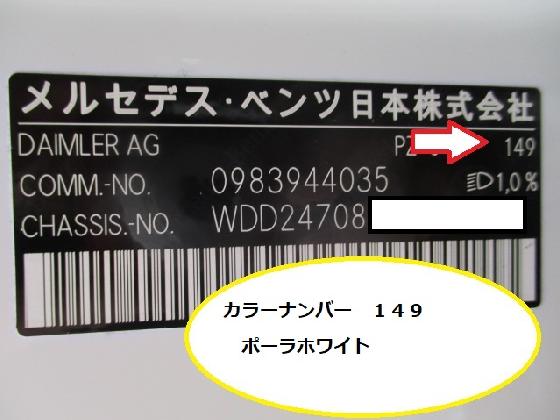 メルセデス・ベンツ日本株式会社
DAIMLER AG 149
COMM.-NO. 0983944035 1,0%
CHASSIS.-NO. WDD24708
カラーナンバー １４９
ポーラホワイト